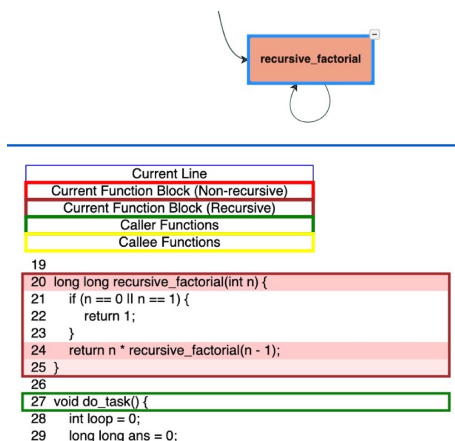 recursive_factorial
Current Line
Current Function Block (Non-recursive)
Current Function Block (Recursive)
Caller Functions
Callee Functions
19
20 long long recursive_factorial(int n) {
21 if (n == 0 || n == 1) {
22 return 1;
23 }
24 return n * recursive_factorial(n - 1);
25 }
26
27 void do_task() {
28 int loop = 0;
29 long long ans = 0;